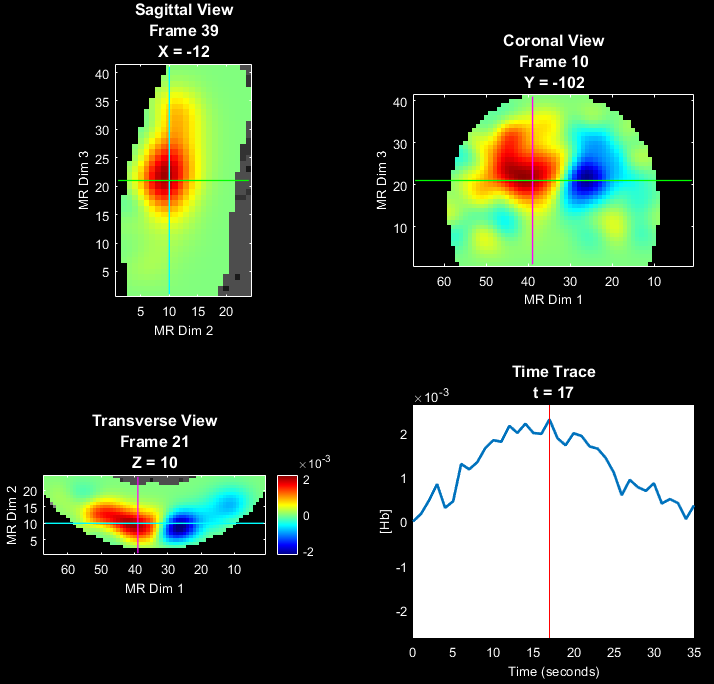 Sagittal View
Frame 39
X = -12
40
35
30
25
20
15
10
5
MR Dim 3
5 10 15 20
MR Dim 2
Coronal View
Frame 10
Y = -102
40
30
20
10
MR Dim 3
60 50 40 30 20 10
MR Dim 1
Transverse View
Frame 21
Z = 10
20
15
10
5
MR Dim 2
60 50 40 30 20 10
MR Dim 1
×10⁻³
2
0
-2
Time Trace
t = 17
×10⁻³
2
1
0
-1
-2
[Hb]
0 5 10 15 20 25 30 35
Time (seconds)